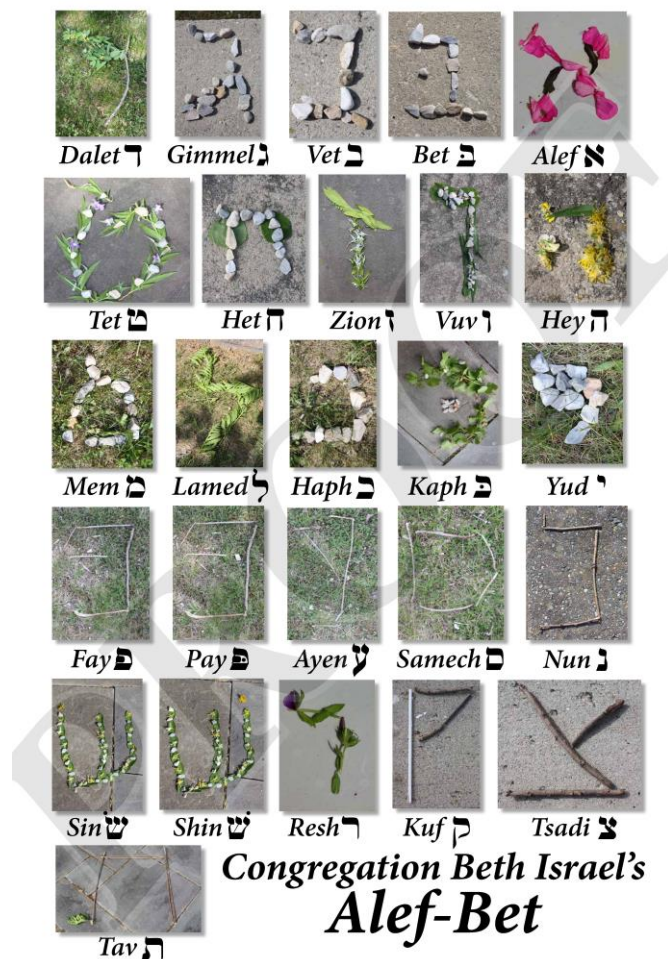 Dalet ד Gimmel ג Vet ב Bet בּ Alef א
Tet ט Het ח Zion ז Vuv ו Hey ה
Mem מ Lamed ל Haph כ Kaph כּ Yud י
Fay פ Pay פּ Ayen ע Samech ם Nun נ
Sin שׂ Shin שׁ Resh ר Kuf ק Tsadi צ
Tav ת
Congregation Beth Israel's
Alef-Bet
PROOF